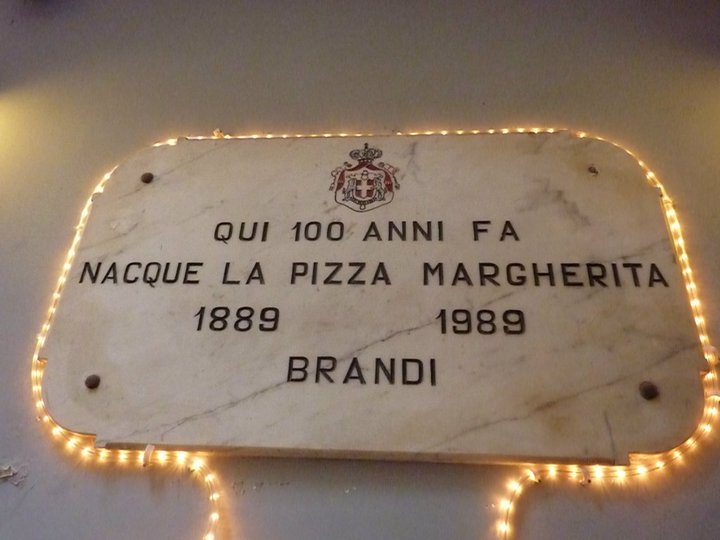 QUI 100 ANNI FA
NACQUE LA PIZZA MARGHERITA
1889 1989
BRANDI